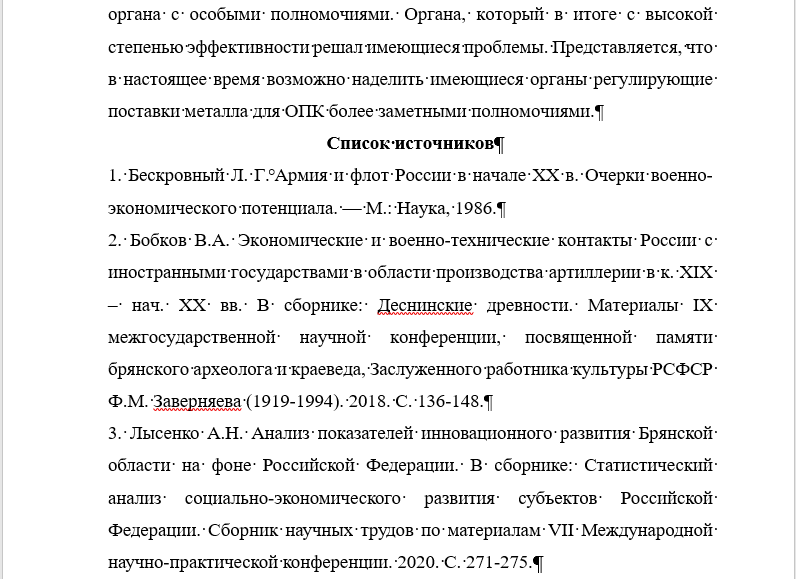 органа с особыми полномочиями. Органа, который в итоге с высокой
степенью эффективности решал имеющиеся проблемы. Представляется, что
в настоящее время возможно наделить имеющиеся органы регулирующие
поставки металла для ОПК более заметными полномочиями.¶
Список источников¶
1. Бескровный Л. Г.°Армия и флот России в начале XX в. Очерки военно-
экономического потенциала. — М.: Наука, 1986.¶
2. Бобков В.А. Экономические и военно-технические контакты России с
иностранными государствами в области производства артиллерии в к. XIX
– нач. XX вв. В сборнике: Деснинские древности. Материалы IX
межгосударственной научной конференции, посвященной памяти
брянского археолога и краеведа, Заслуженного работника культуры РСФСР
Ф.М. Заверняева (1919-1994). 2018. С. 136-148.¶
3. Лысенко А.Н. Анализ показателей инновационного развития Брянской
области на фоне Российской Федерации. В сборнике: Статистический
анализ социально-экономического развития субъектов Российской
Федерации. Сборник научных трудов по материалам VII Международной
научно-практической конференции. 2020. С. 271-275.¶